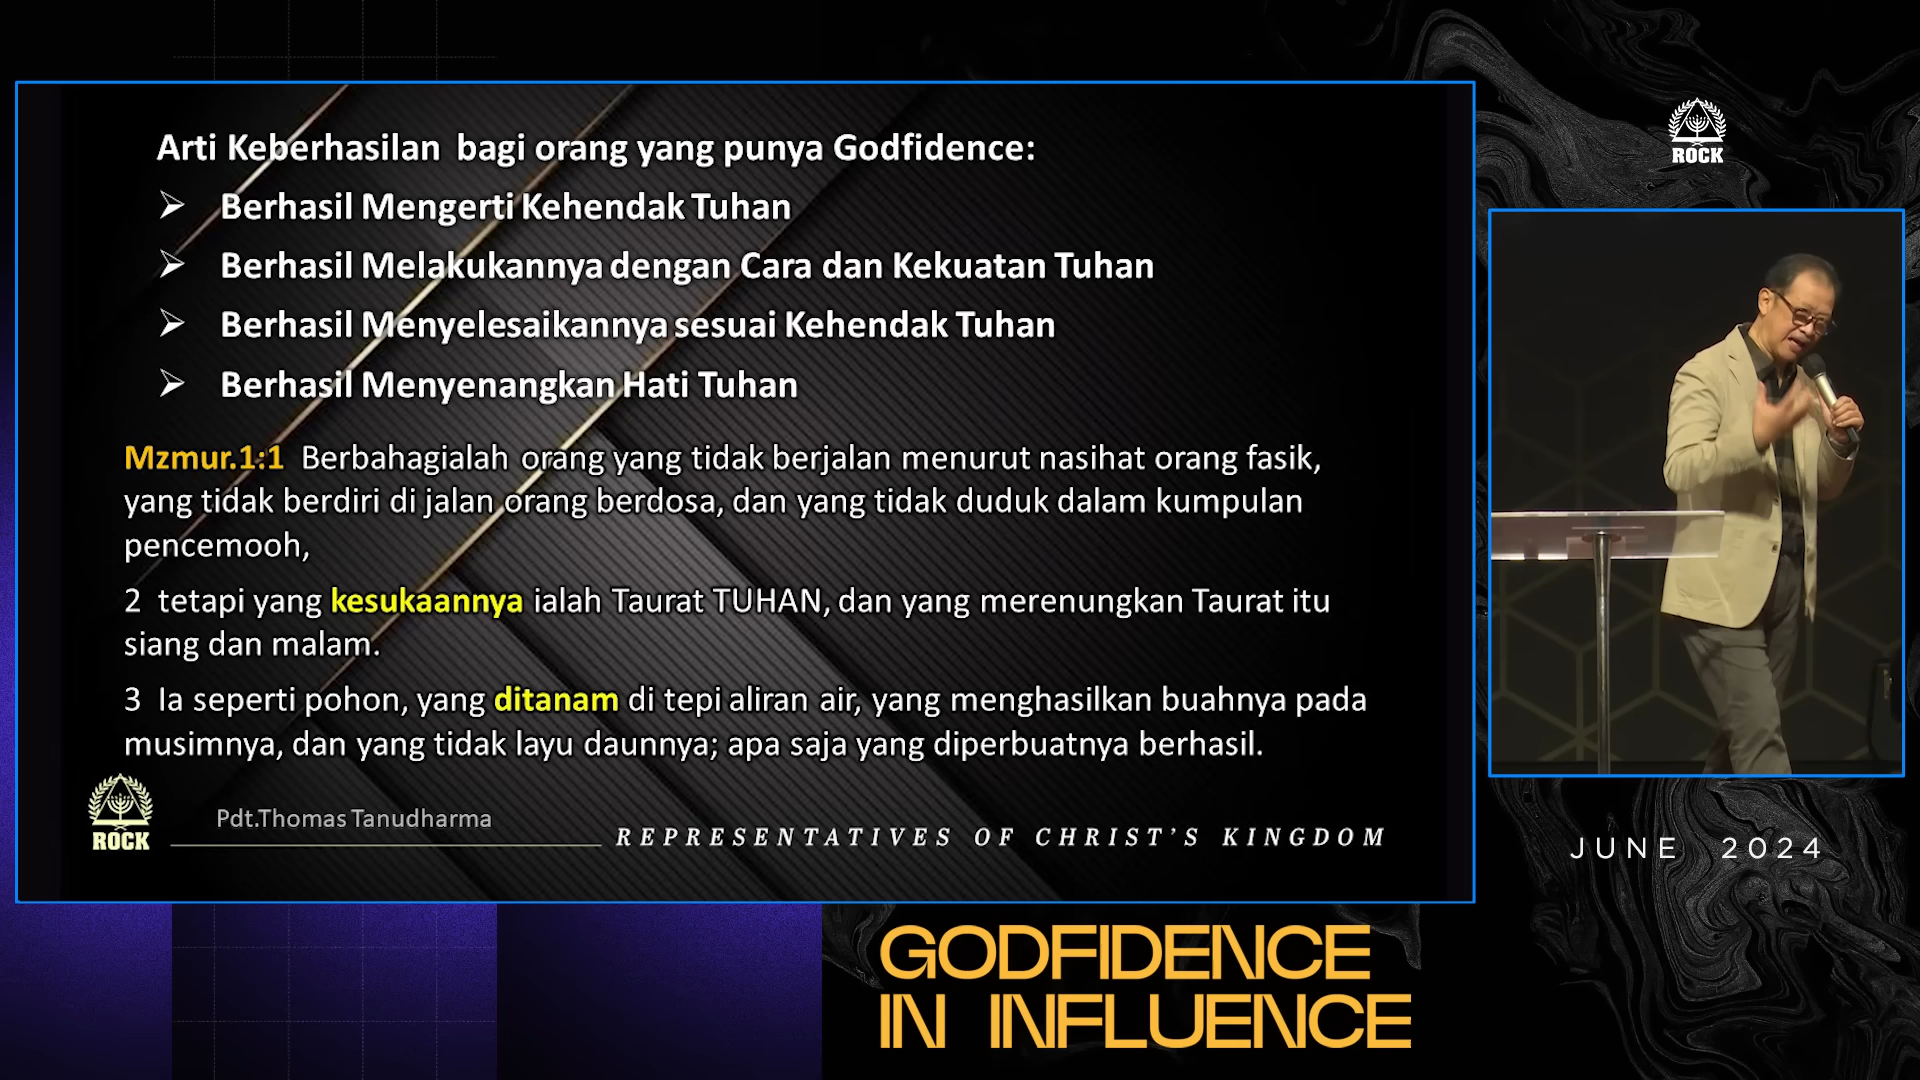 Arti Keberhasilan bagi orang yang punya Godfidence:
➢ Berhasil Mengerti Kehendak Tuhan
➢ Berhasil Melakukannya dengan Cara dan Kekuatan Tuhan
➢ Berhasil Menyelesaikannya sesuai Kehendak Tuhan
➢ Berhasil Menyenangkan Hati Tuhan
Mzmur.1:1 Berbahagialah orang yang tidak berjalan menurut nasihat orang fasik,
yang tidak berdiri di jalan orang berdosa, dan yang tidak duduk dalam kumpulan
pencemooh,
2 tetapi yang kesukaannya ialah Taurat TUHAN, dan yang merenungkan Taurat itu
siang dan malam.
3 Ia seperti pohon, yang ditanam di tepi aliran air, yang menghasilkan buahnya pada
musimnya, dan yang tidak layu daunnya; apa saja yang diperbuatnya berhasil.
ROCK
Pdt.Thomas Tanudharma
REPRESENTATIVES OF CHRIST'S KINGDOM
ROCK
JUNE 2024
GODFIDENCE
IN INFLUENCE